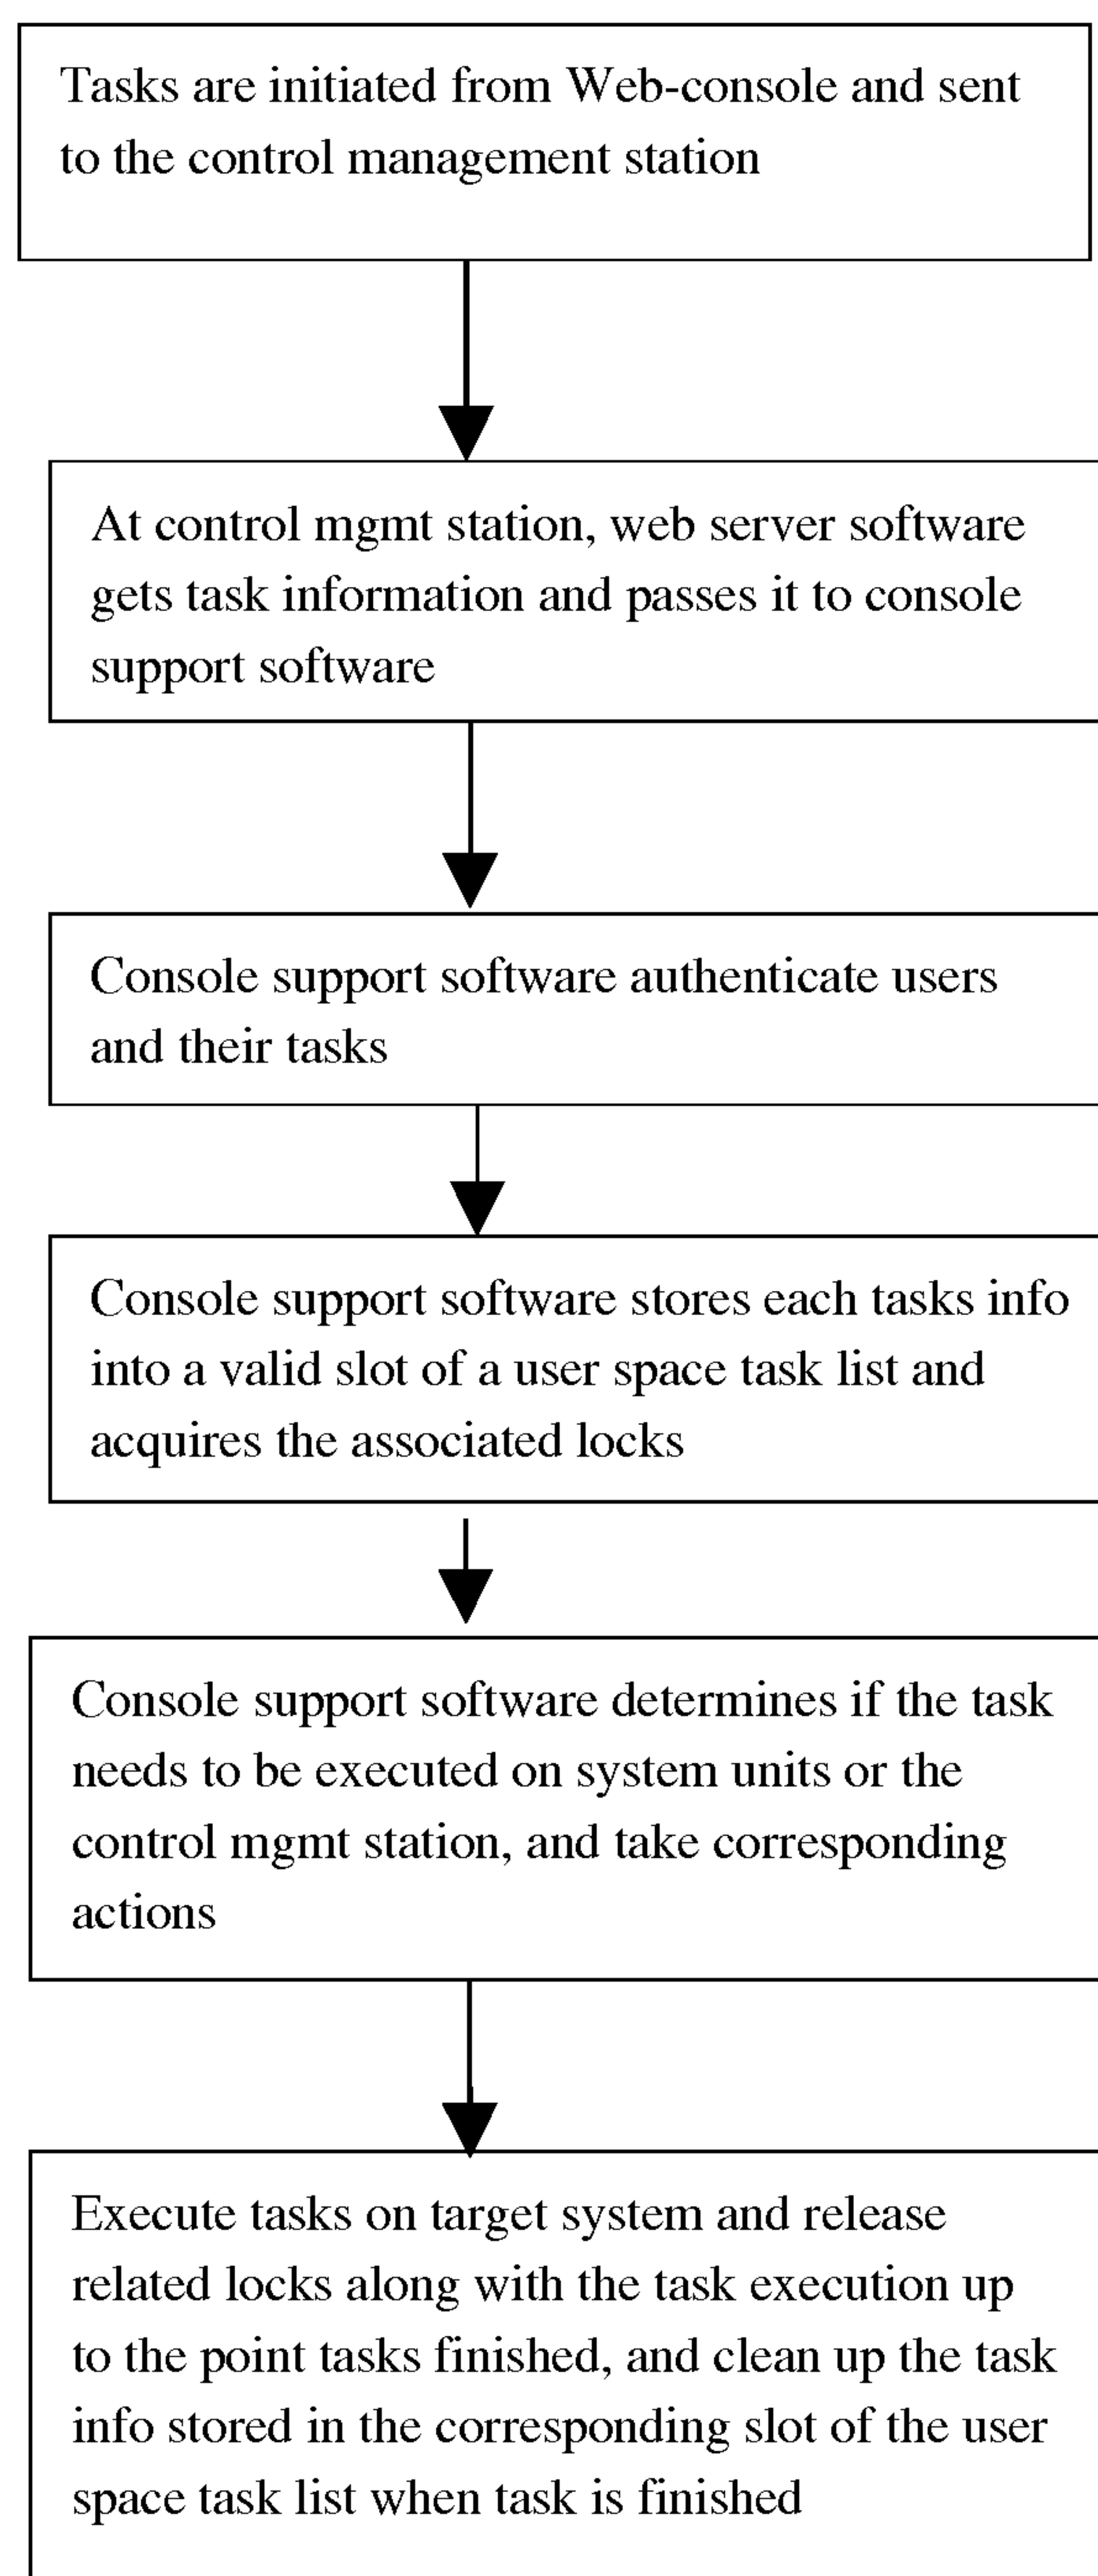 Tasks are initiated from Web-console and sent
to the control management station
At control mgmt station, web server software
gets task information and passes it to console
support software
Console support software authenticate users
and their tasks
Console support software stores each tasks info
into a valid slot of a user space task list and
acquires the associated locks
Console support software determines if the task
needs to be executed on system units or the
control mgmt station, and take corresponding
actions
Execute tasks on target system and release
related locks along with the task execution up
to the point tasks finished, and clean up the task
info stored in the corresponding slot of the user
space task list when task is finished